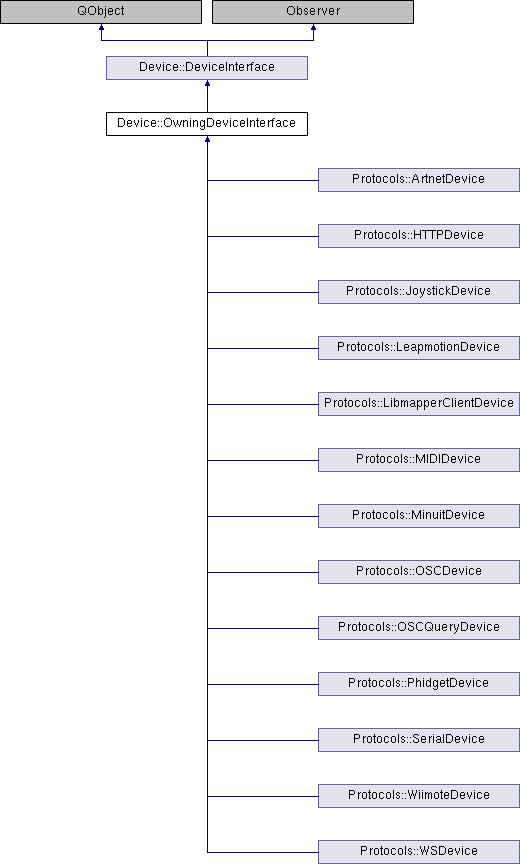 QObject
Observer
Device::DeviceInterface
Device::OwningDeviceInterface
Protocols::ArtnetDevice
Protocols::HTTPDevice
Protocols::JoystickDevice
Protocols::LeapmotionDevice
Protocols::LibmapperClientDevice
Protocols::MIDIDevice
Protocols::MinuitDevice
Protocols::OSCDevice
Protocols::OSCQueryDevice
Protocols::PhidgetDevice
Protocols::SerialDevice
Protocols::WiimoteDevice
Protocols::WSDevice